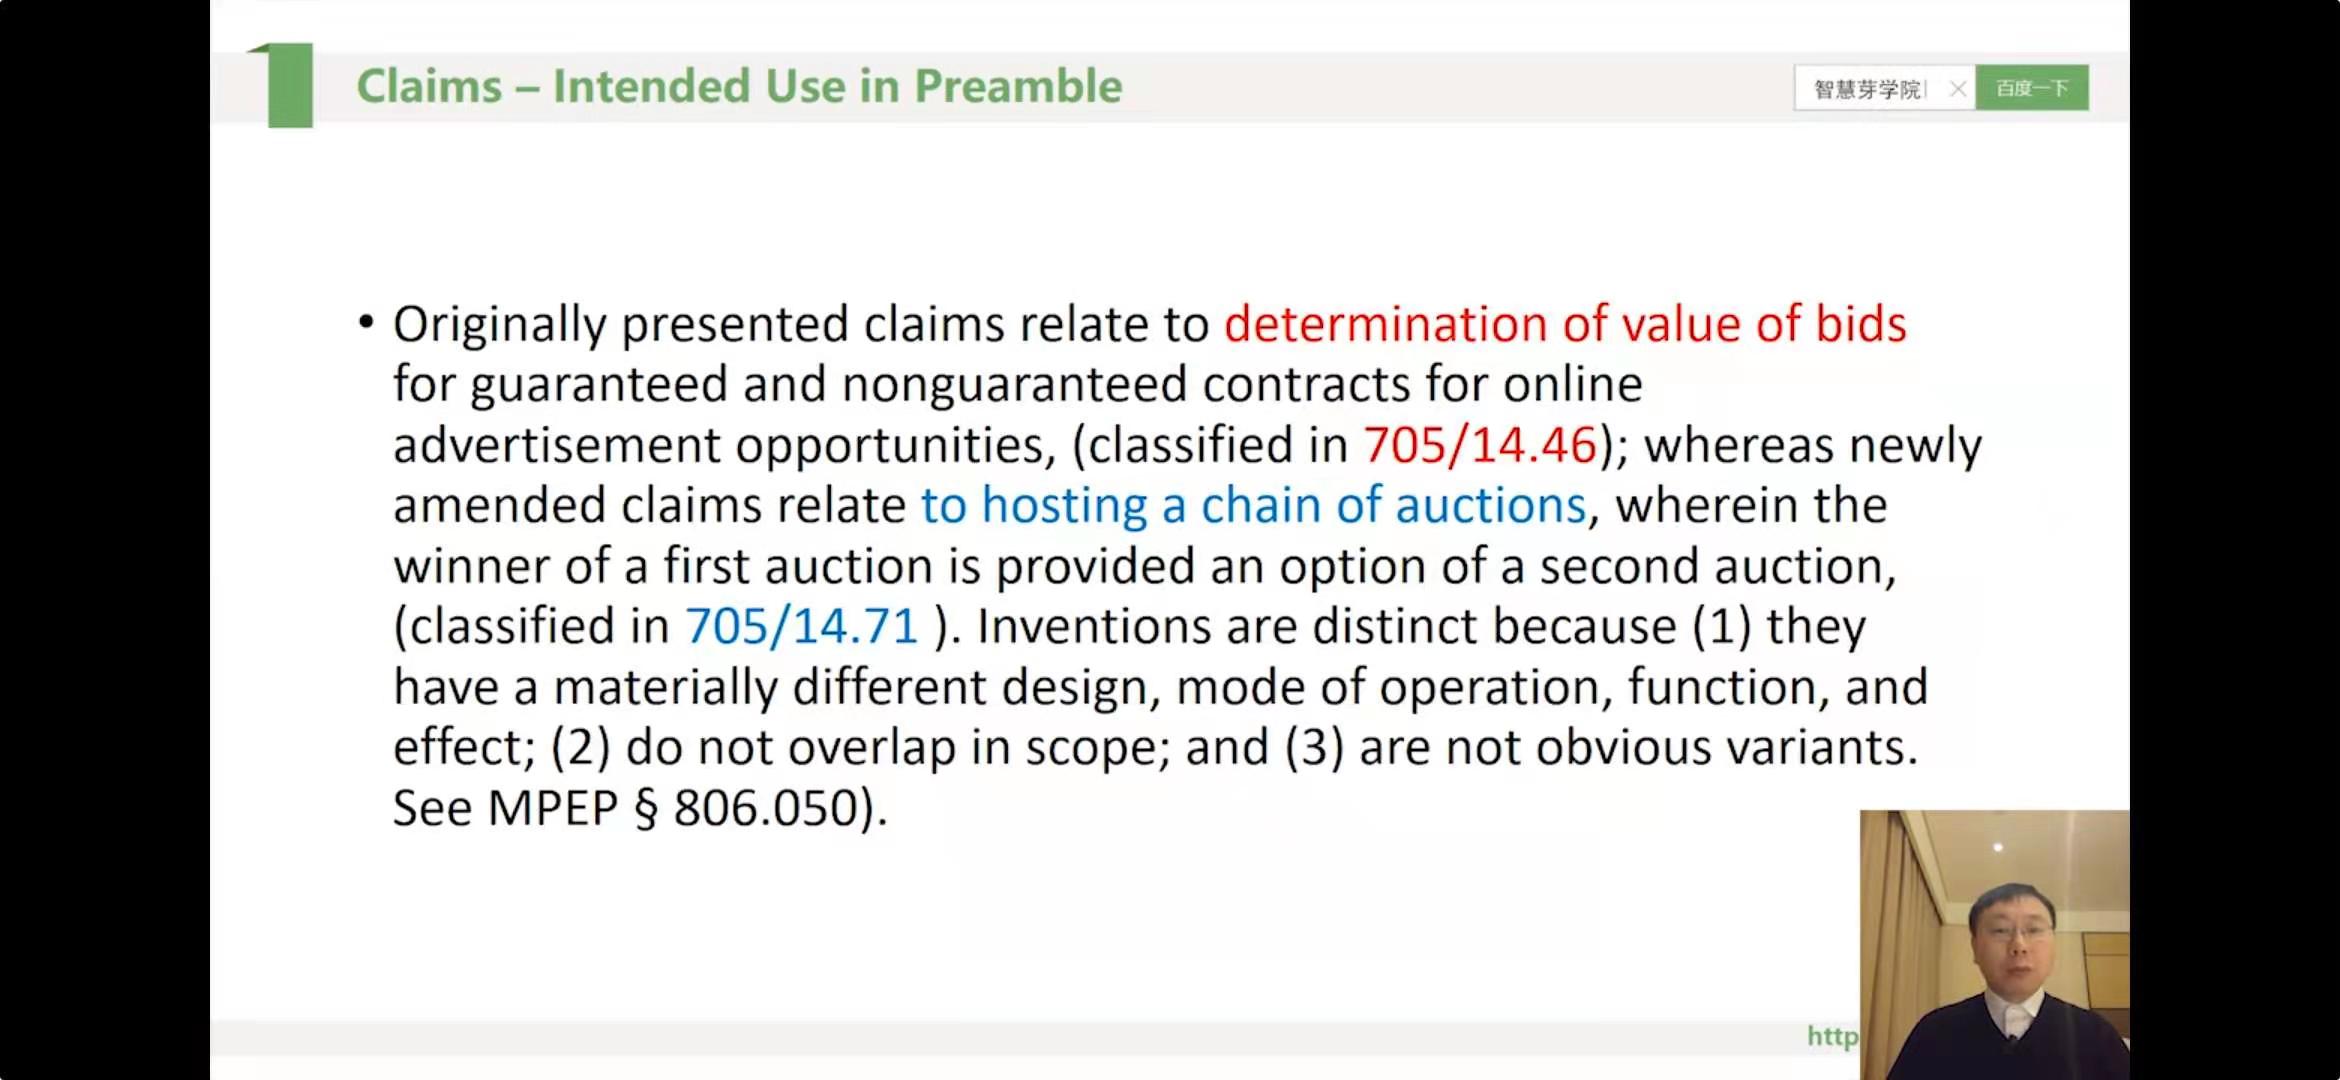 Claims – Intended Use in Preamble
智慧芽学院
百度一下
• Originally presented claims relate to determination of value of bids
for guaranteed and nonguaranteed contracts for online
advertisement opportunities, (classified in 705/14.46); whereas newly
amended claims relate to hosting a chain of auctions, wherein the
winner of a first auction is provided an option of a second auction,
(classified in 705/14.71 ). Inventions are distinct because (1) they
have a materially different design, mode of operation, function, and
effect; (2) do not overlap in scope; and (3) are not obvious variants.
See MPEP § 806.050).
http